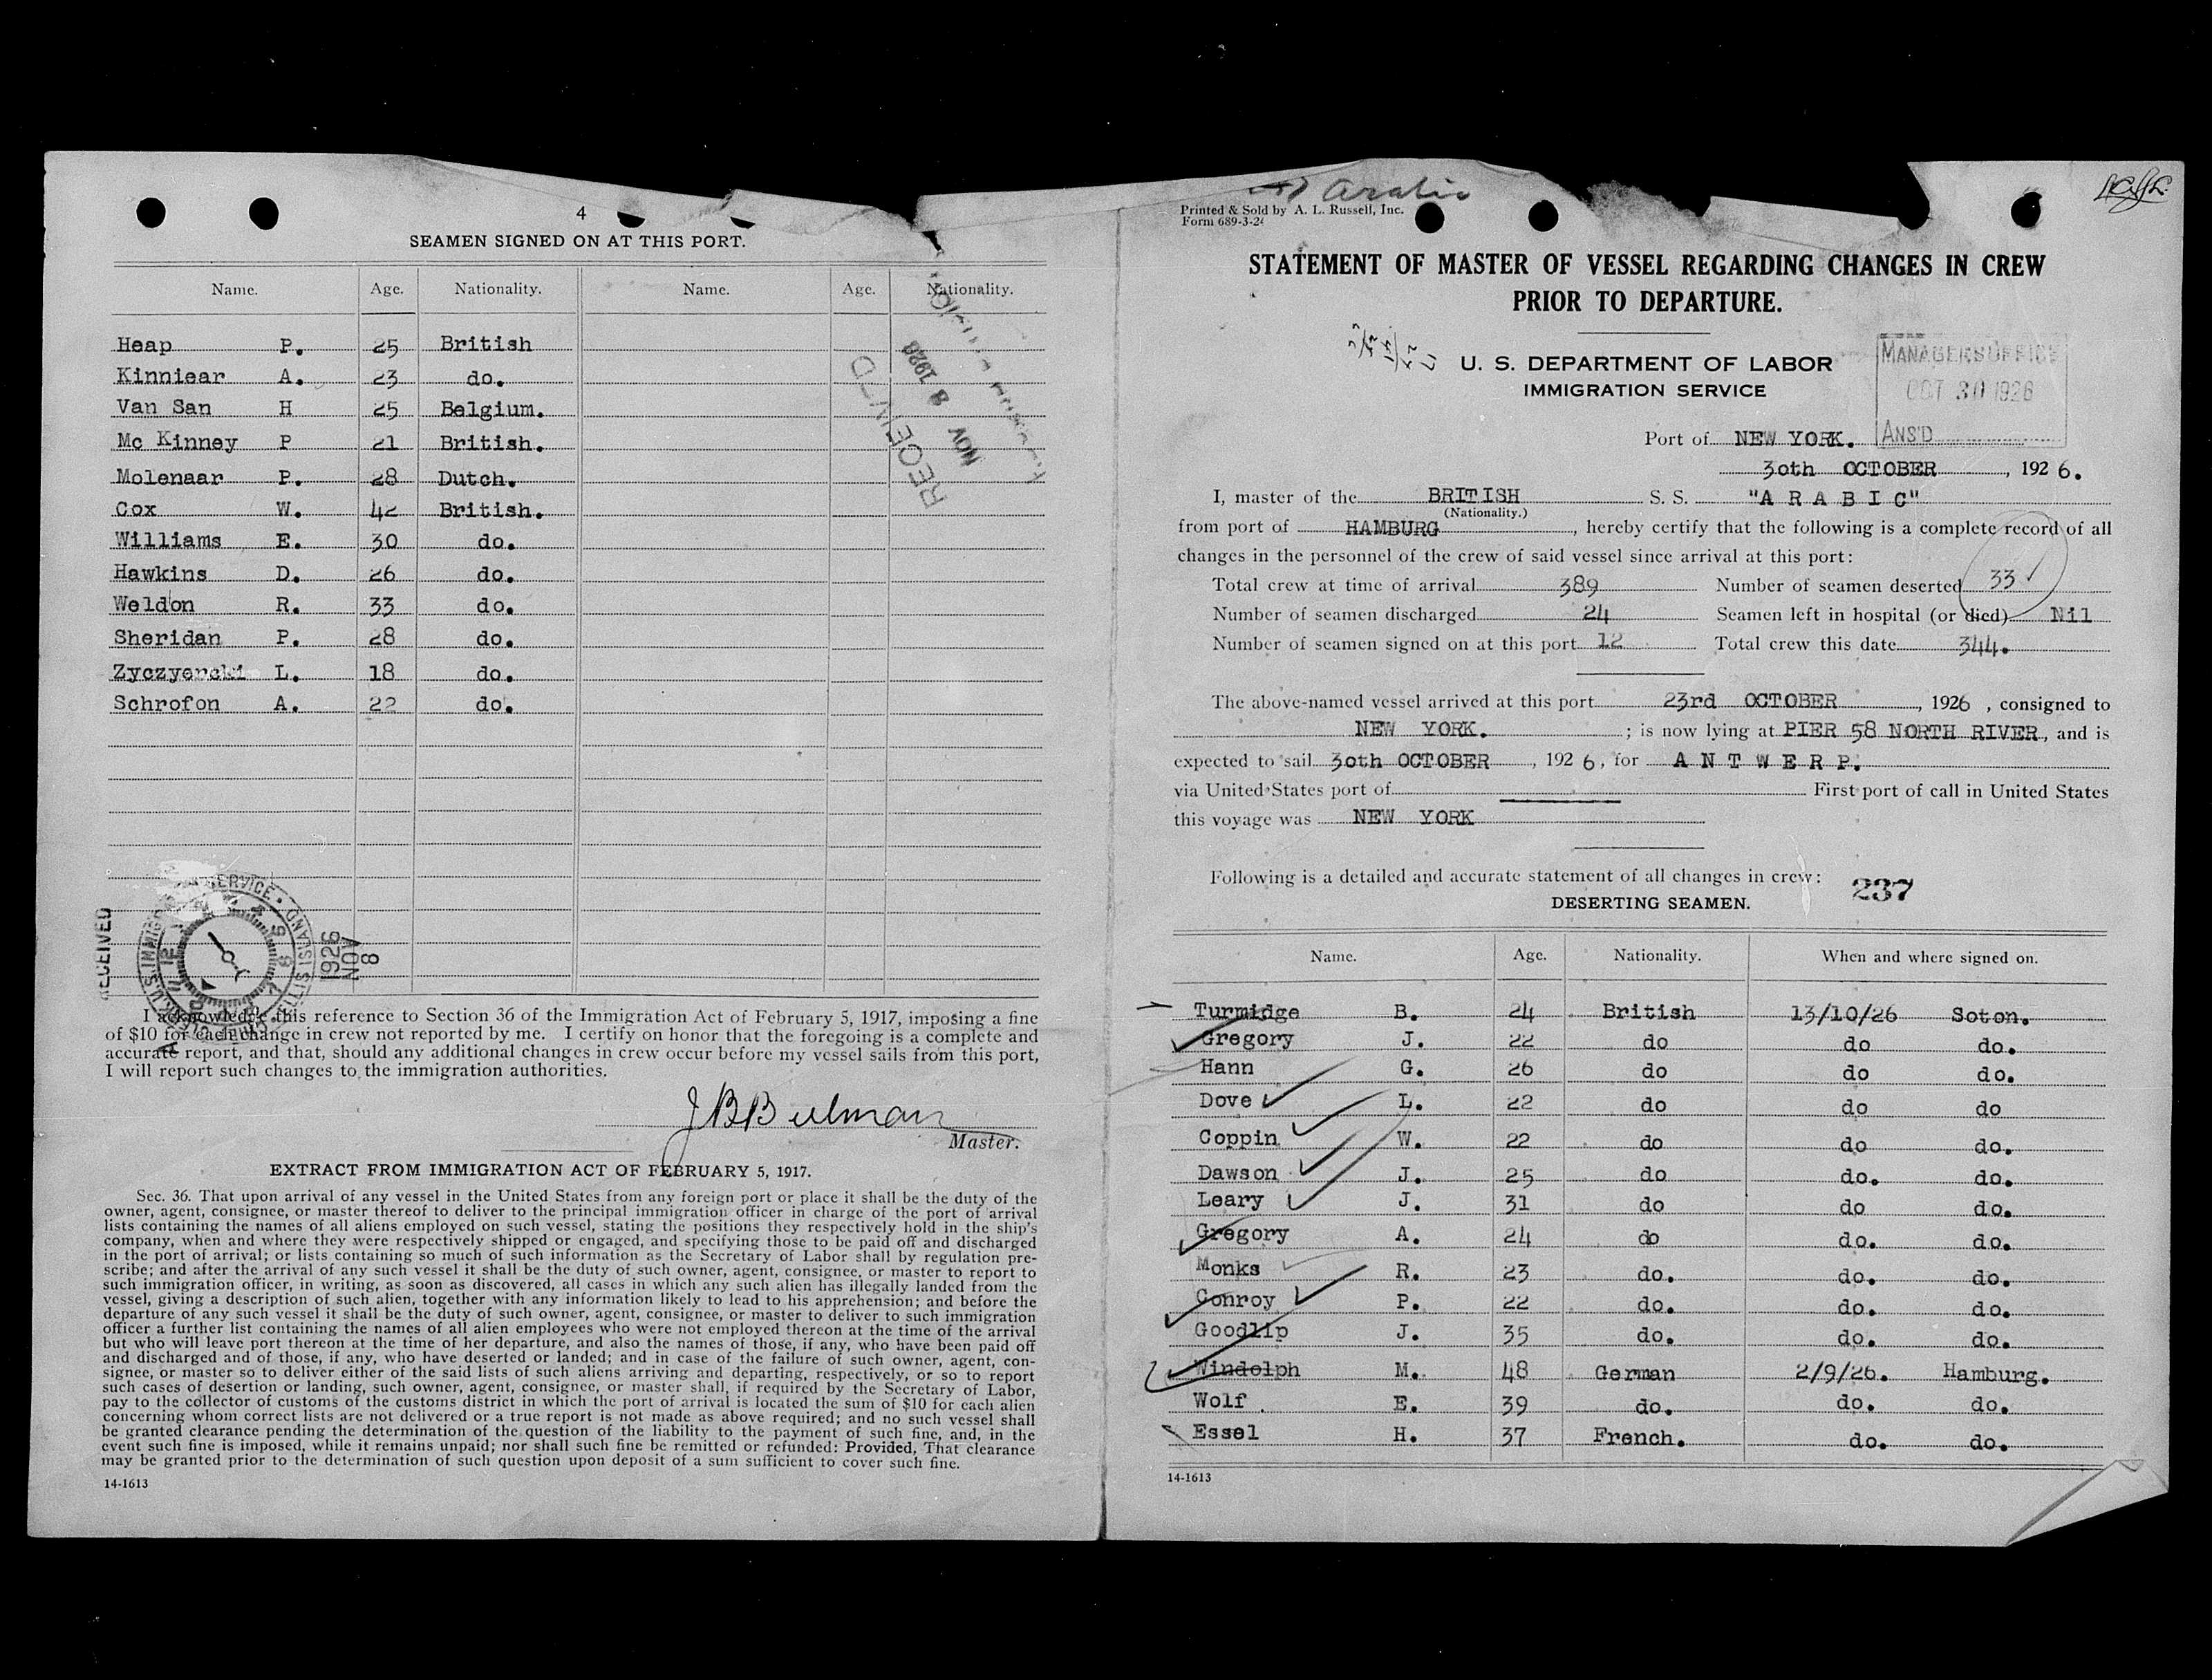 4
SEAMEN SIGNED ON AT THIS PORT.
Name. Age. Nationality. Name. Age. Nationality.
Heap P. 25 British
Kinniear A. 23 do.
Van San H 25 Belgium.
Mc Kinney P 21 British.
Molenaar P. 28 Dutch.
Cox W. 42 British.
Williams E. 30 do.
Hawkins D. 26 do.
Weldon R. 33 do.
Sheridan P. 28 do.
L. 18 do.
Schrofon A. 22 do.
RECEIVED
NOV 8 1926
RECEIVED
1926
NOV
8
I acknowledge this reference to Section 36 of the Immigration Act of February 5, 1917, imposing a fine
of $10 for each change in crew not reported by me. I certify on honor that the foregoing is a complete and
accurate report, and that, should any additional changes in crew occur before my vessel sails from this port,
I will report such changes to the immigration authorities.
J B Bulman
Master.
EXTRACT FROM IMMIGRATION ACT OF FEBRUARY 5, 1917.
Sec. 36. That upon arrival of any vessel in the United States from any foreign port or place it shall be the duty of the
owner, agent, consignee, or master thereof to deliver to the principal immigration officer in charge of the port of arrival
lists containing the names of all aliens employed on such vessel, stating the positions they respectively hold in the ship's
company, when and where they were respectively shipped or engaged, and specifying those to be paid off and discharged
in the port of arrival; or lists containing so much of such information as the Secretary of Labor shall by regulation pre-
scribe; and after the arrival of any such vessel it shall be the duty of such owner, agent, consignee, or master to report to
such immigration officer, in writing, as soon as discovered, all cases in which any such alien has illegally landed from the
vessel, giving a description of such alien, together with any information likely to lead to his apprehension; and before the
departure of any such vessel it shall be the duty of such owner, agent, consignee, or master to deliver to such immigration
officer a further list containing the names of all alien employees who were not employed thereon at the time of the arrival
but who will leave port thereon at the time of her departure, and also the names of those, if any, who have been paid off
and discharged and of those, if any, who have deserted or landed; and in case of the failure of such owner, agent, con-
signee, or master so to deliver either of the said lists of such aliens arriving and departing, respectively, or so to report
such cases of desertion or landing, such owner, agent, consignee, or master shall, if required by the Secretary of Labor,
pay to the collector of customs of the customs district in which the port of arrival is located the sum of $10 for each alien
concerning whom correct lists are not delivered or a true report is not made as above required; and no such vessel shall
be granted clearance pending the determination of the question of the liability to the payment of such fine, and, in the
event such fine is imposed, while it remains unpaid; nor shall such fine be remitted or refunded: Provided, That clearance
may be granted prior to the determination of such question upon deposit of a sum sufficient to cover such fine.
14-1613
Arabic
Printed & Sold by A. L. Russell, Inc.
Form 689-3-24
STATEMENT OF MASTER OF VESSEL REGARDING CHANGES IN CREW
PRIOR TO DEPARTURE.
U. S. DEPARTMENT OF LABOR
IMMIGRATION SERVICE
MANAGERS OFFICE
OCT 30 1926
ANS'D
Port of NEW YORK.
30th OCTOBER, 1926.
I, master of the BRITISH S. S. "A R A B I C"
(Nationality.)
from port of HAMBURG, hereby certify that the following is a complete record of all
changes in the personnel of the crew of said vessel since arrival at this port:
Total crew at time of arrival 389 Number of seamen deserted 33 ✓
Number of seamen discharged 24 Seamen left in hospital (or died) Nil
Number of seamen signed on at this port 12 Total crew this date 344.
The above-named vessel arrived at this port 23rd OCTOBER, 1926, consigned to
NEW YORK. ; is now lying at PIER 58 NORTH RIVER, and is
expected to sail 30th OCTOBER, 1926, for A N T W E R P.
via United States port of First port of call in United States
this voyage was NEW YORK
Following is a detailed and accurate statement of all changes in crew:
237
DESERTING SEAMEN.
Name. Age. Nationality. When and where signed on.
Turmidge B. 24 British 13/10/26 Soton.
Gregory J. 22 do do do.
Hann G. 26 do do do.
Dove L. 22 do do do
Coppin W. 22 do do do.
Dawson J. 25 do do. do.
Leary J. 31 do do do.
Gregory A. 24 do do. do.
Monks R. 23 do. do. do.
Conroy P. 22 do. do. do.
Goodlip J. 35 do. do. do.
Windolph M. 48 German 2/9/26. Hamburg.
Wolf E. 39 do. do. do.
Essel H. 37 French. do. do.
14-1613